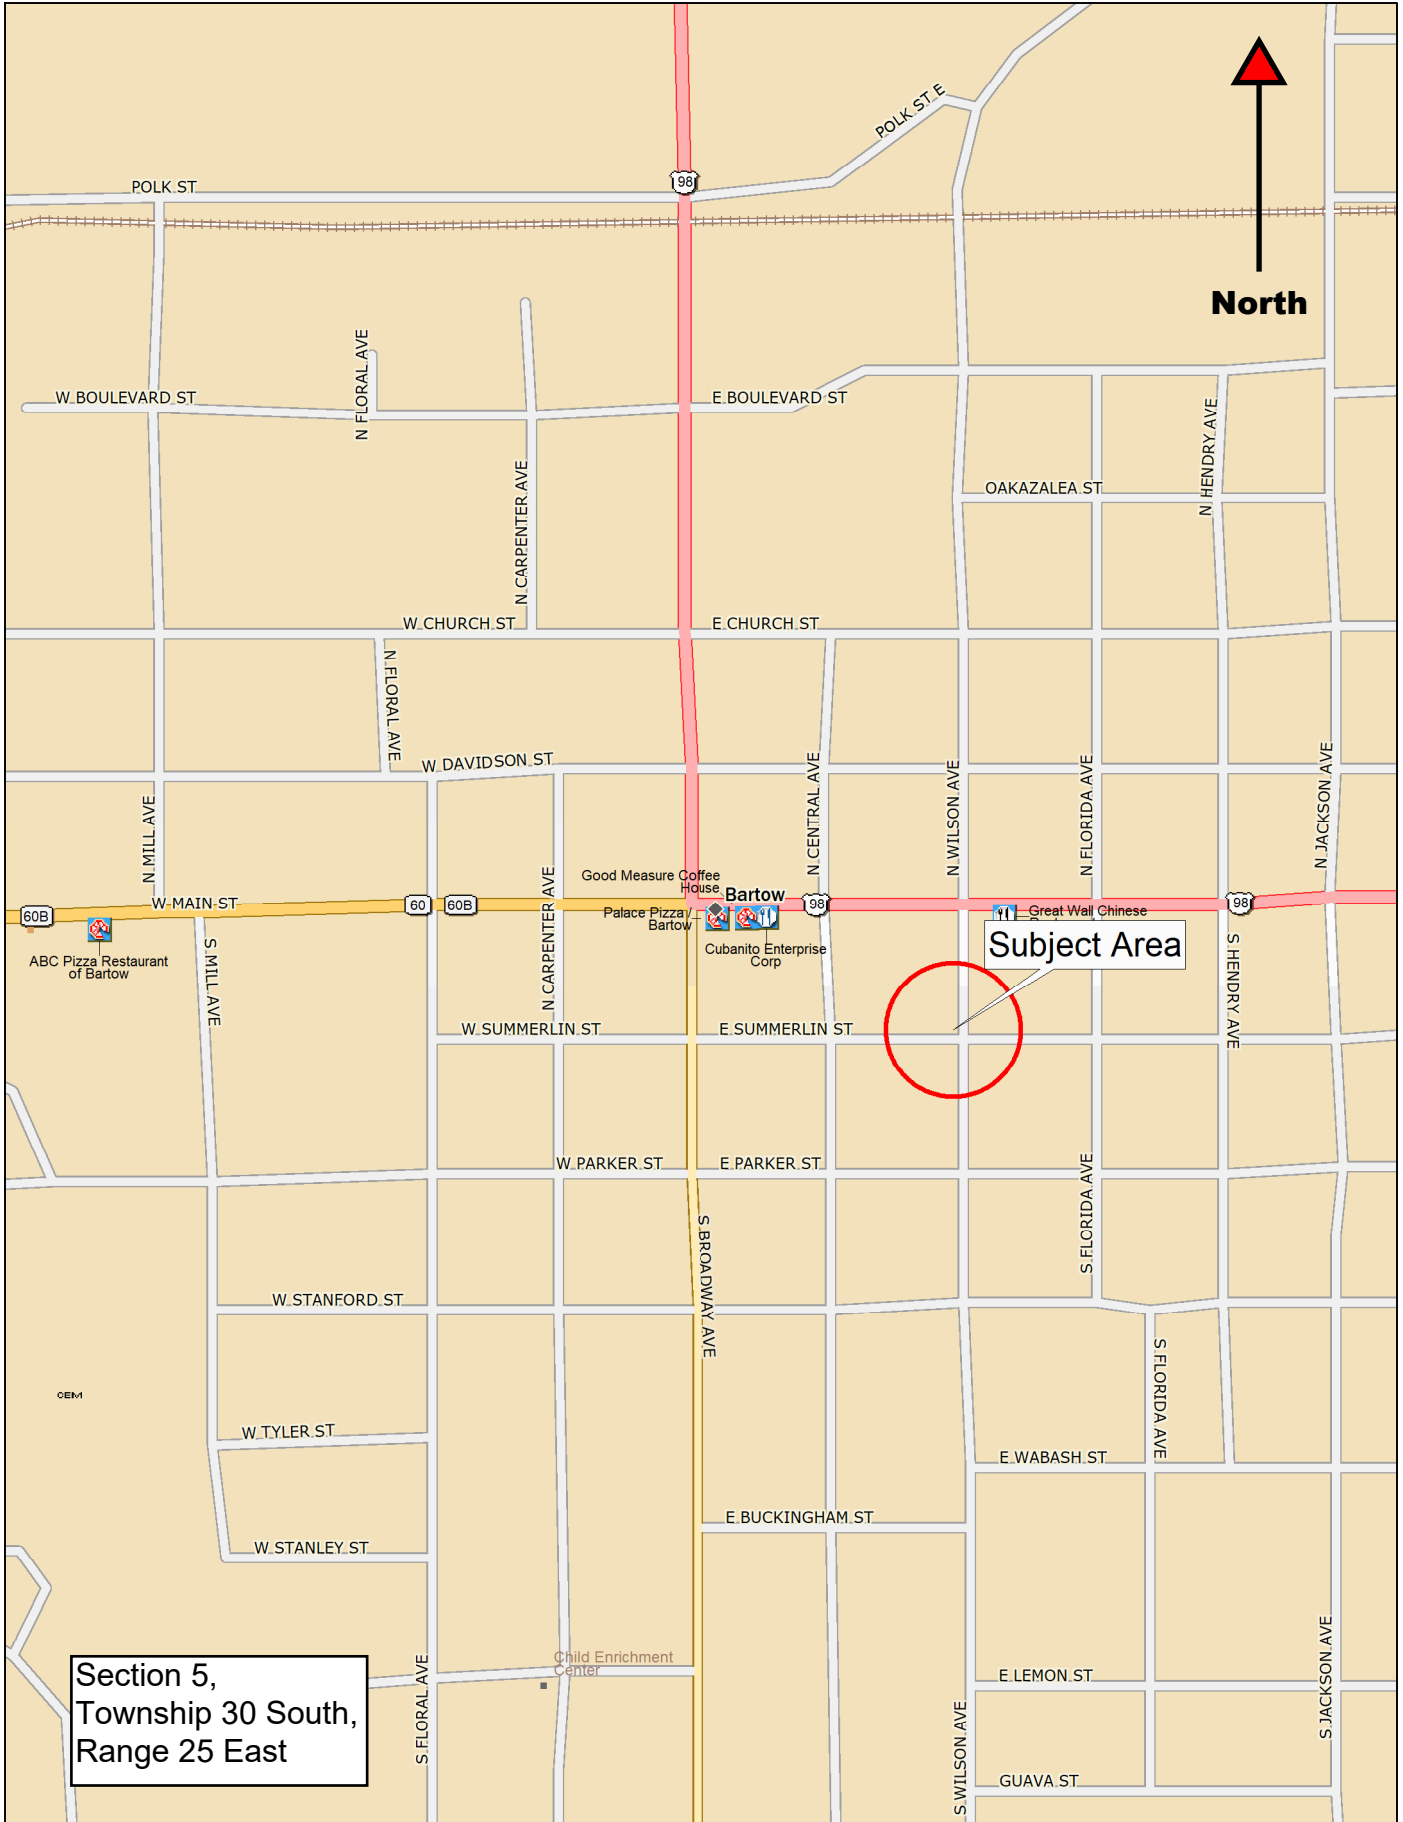 POLK ST E
98
POLK ST
North
N FLORAL AVE
W BOULEVARD ST
E BOULEVARD ST
N HENDRY AVE
N CARPENTER AVE
OAKAZALEA ST
W CHURCH ST
E CHURCH ST
N FLORAL AVE
W DAVIDSON ST
N MILL AVE
N CENTRAL AVE
N WILSON AVE
N FLORIDA AVE
N JACKSON AVE
Good Measure Coffee
House
Bartow
W MAIN ST
60
60B
98
98
60B
N CARPENTER AVE
Palace Pizza /
Bartow
Great Wall Chinese
Cubanito Enterprise
Corp
ABC Pizza Restaurant
of Bartow
Subject Area
S MILL AVE
S HENDRY AVE
W SUMMERLIN ST
E SUMMERLIN ST
W PARKER ST
E PARKER ST
S FLORIDA AVE
S BROADWAY AVE
W STANFORD ST
S FLORIDA AVE
OEIM
W TYLER ST
E WABASH ST
E BUCKINGHAM ST
W STANLEY ST
Child Enrichment
Center
Section 5,
Township 30 South,
Range 25 East
S FLORAL AVE
E LEMON ST
S JACKSON AVE
S WILSON AVE
GUAVA ST